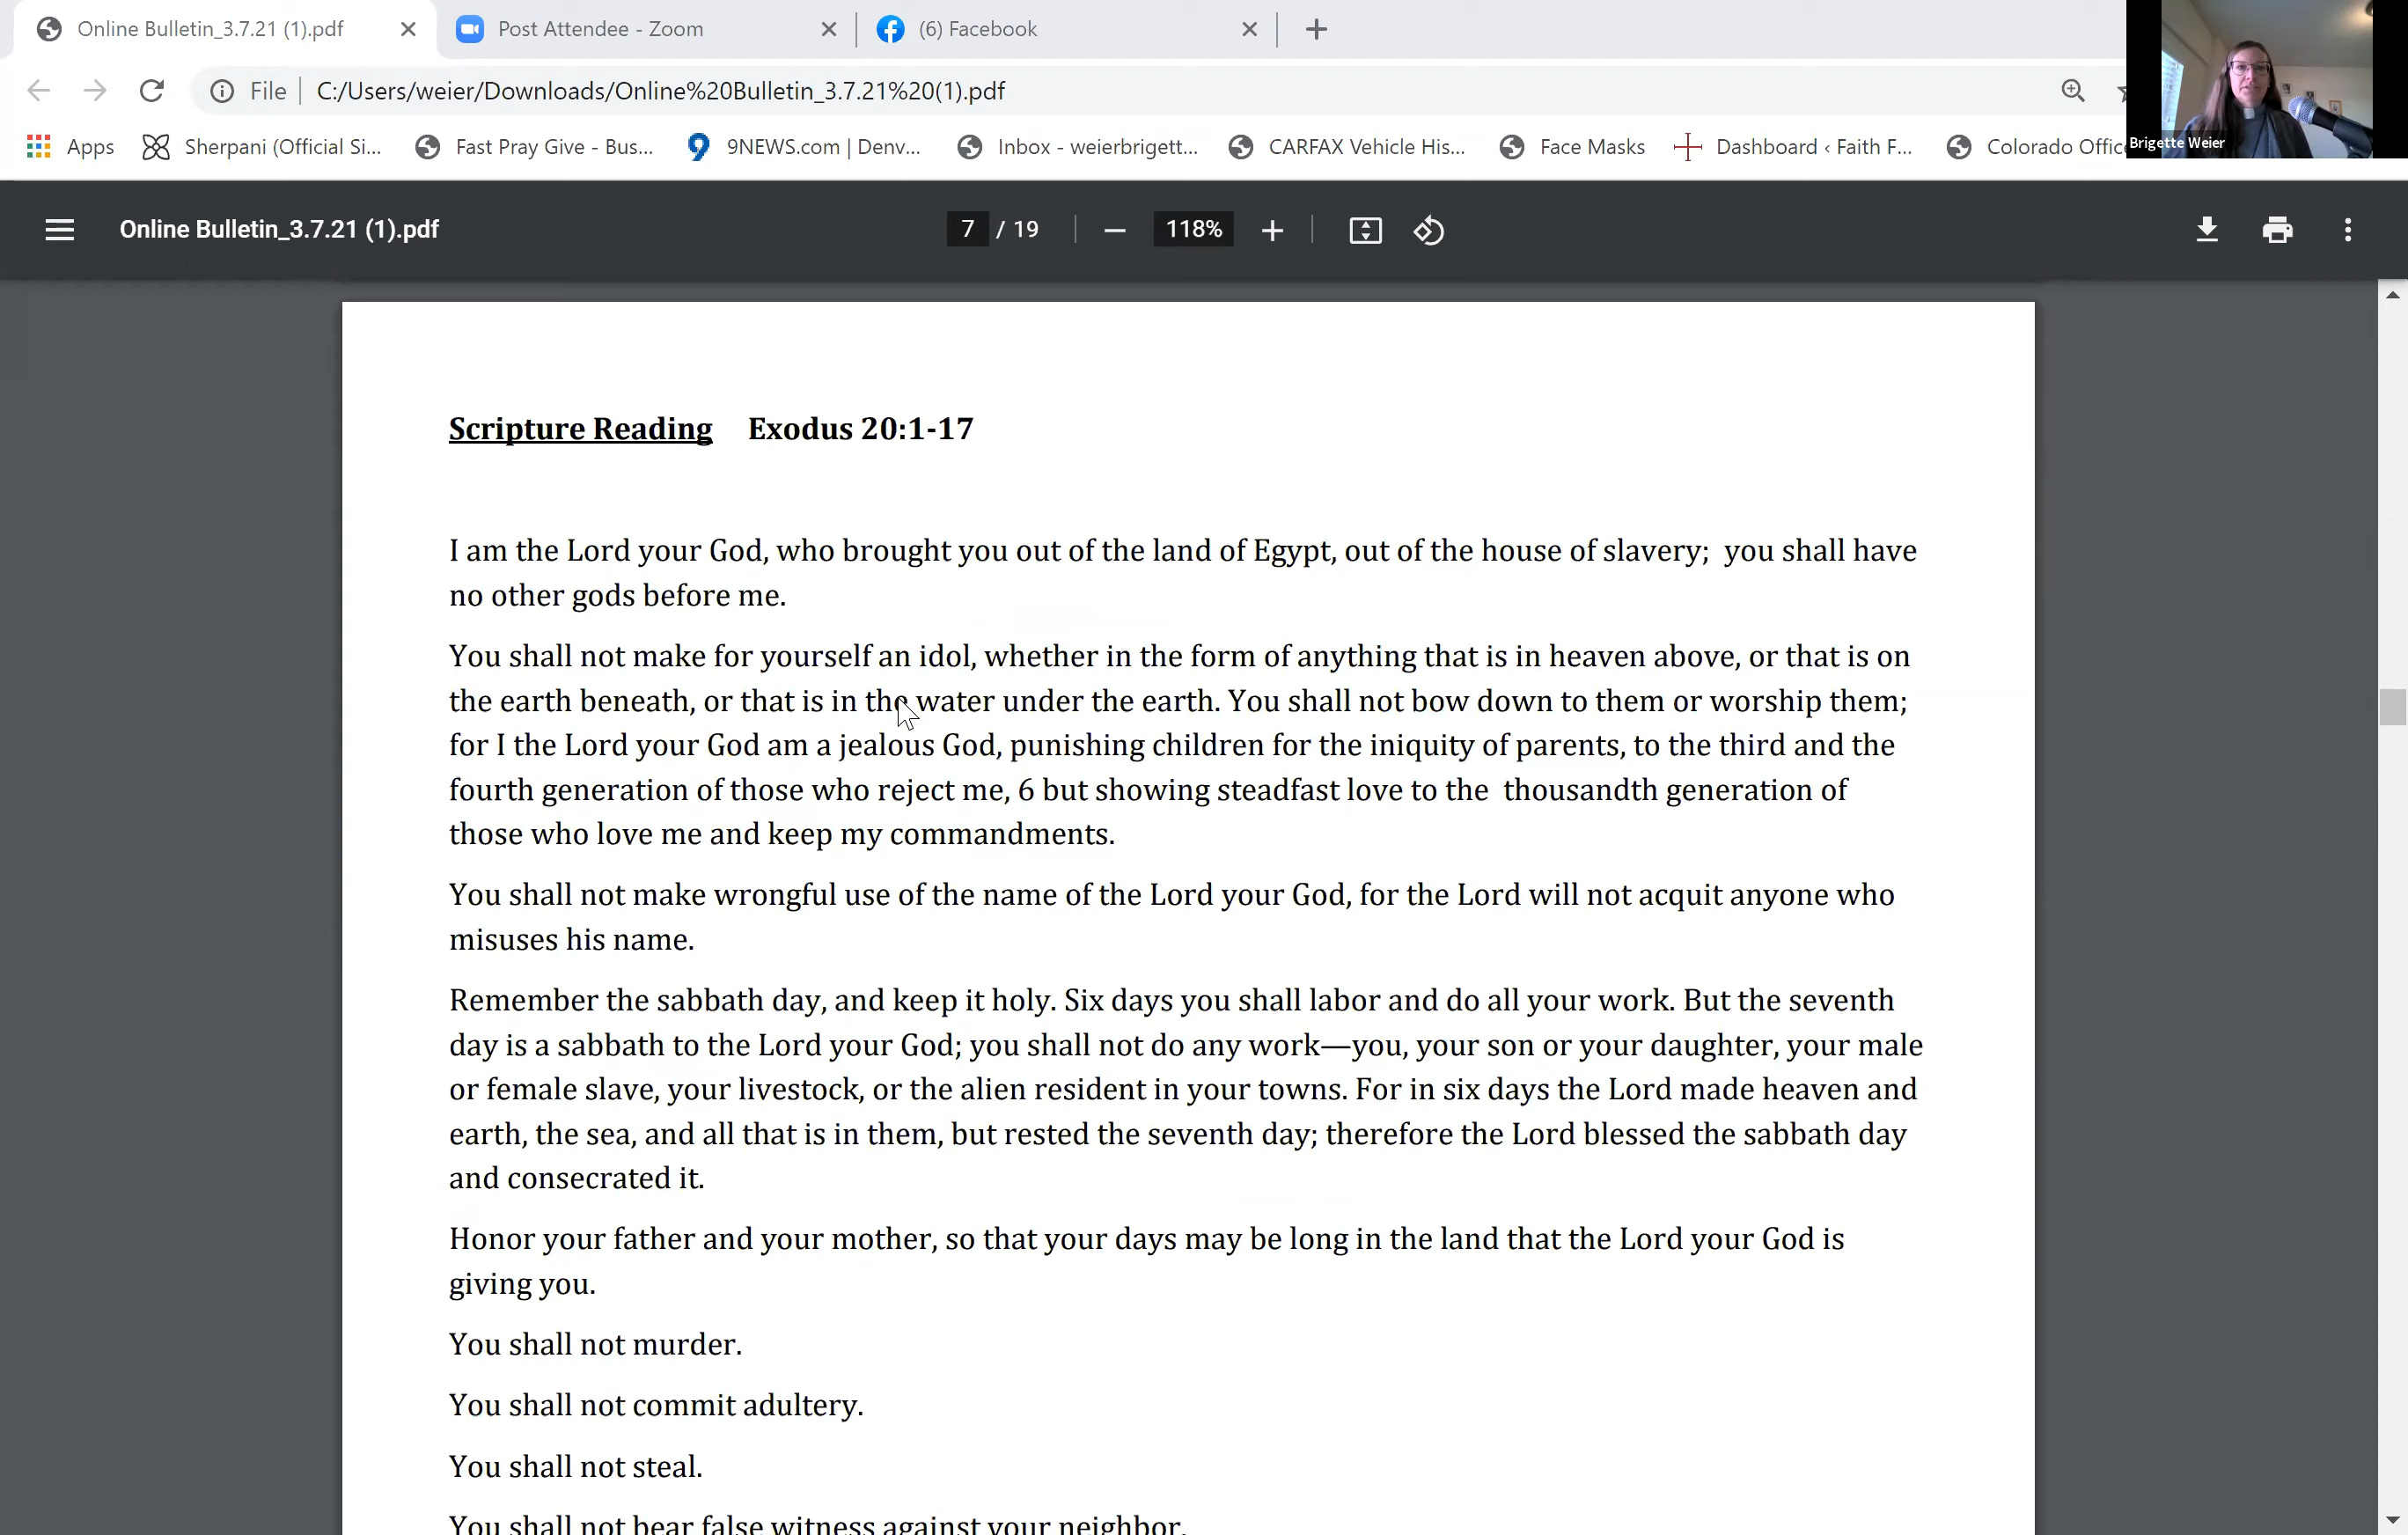 Online Bulletin_3.7.21 (1).pdf
Post Attendee - Zoom
(6) Facebook
File
C:/Users/weier/Downloads/Online%20Bulletin_3.7.21%20(1).pdf
Apps
Sherpani (Official Si...
Fast Pray Give - Bus...
9NEWS.com | Denv...
Inbox - weierbrigett...
CARFAX Vehicle His...
Face Masks
Dashboard ‹ Faith F...
Colorado Offic
Brigette Weier
Online Bulletin_3.7.21 (1).pdf
7 / 19
118%
Scripture Reading Exodus 20:1-17
I am the Lord your God, who brought you out of the land of Egypt, out of the house of slavery; you shall have
no other gods before me.
You shall not make for yourself an idol, whether in the form of anything that is in heaven above, or that is on
the earth beneath, or that is in the water under the earth. You shall not bow down to them or worship them;
for I the Lord your God am a jealous God, punishing children for the iniquity of parents, to the third and the
fourth generation of those who reject me, 6 but showing steadfast love to the thousandth generation of
those who love me and keep my commandments.
You shall not make wrongful use of the name of the Lord your God, for the Lord will not acquit anyone who
misuses his name.
Remember the sabbath day, and keep it holy. Six days you shall labor and do all your work. But the seventh
day is a sabbath to the Lord your God; you shall not do any work—you, your son or your daughter, your male
or female slave, your livestock, or the alien resident in your towns. For in six days the Lord made heaven and
earth, the sea, and all that is in them, but rested the seventh day; therefore the Lord blessed the sabbath day
and consecrated it.
Honor your father and your mother, so that your days may be long in the land that the Lord your God is
giving you.
You shall not murder.
You shall not commit adultery.
You shall not steal.
You shall not bear false witness against your neighbor.